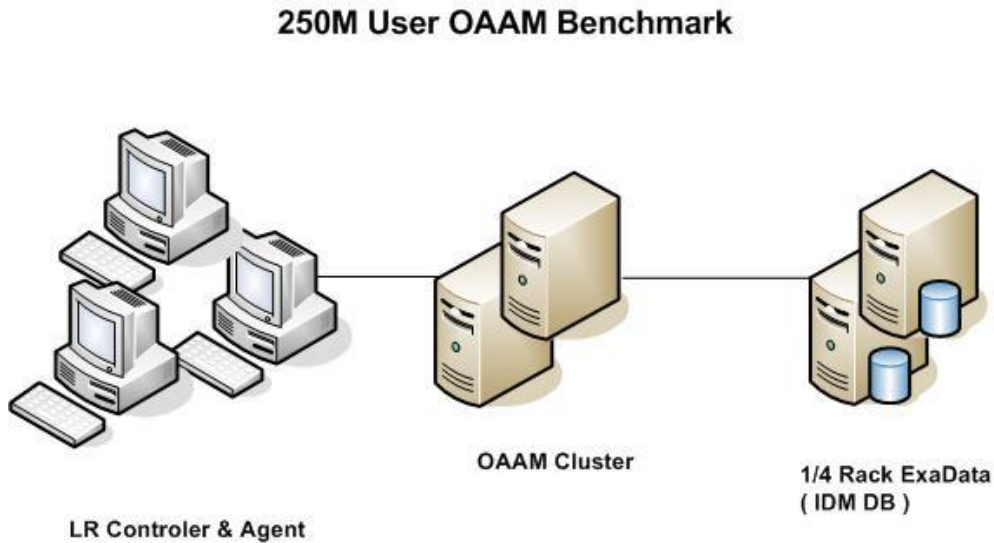 250M User OAAM Benchmark
OAAM Cluster
1/4 Rack ExaData
( IDM DB )
LR Controler & Agent